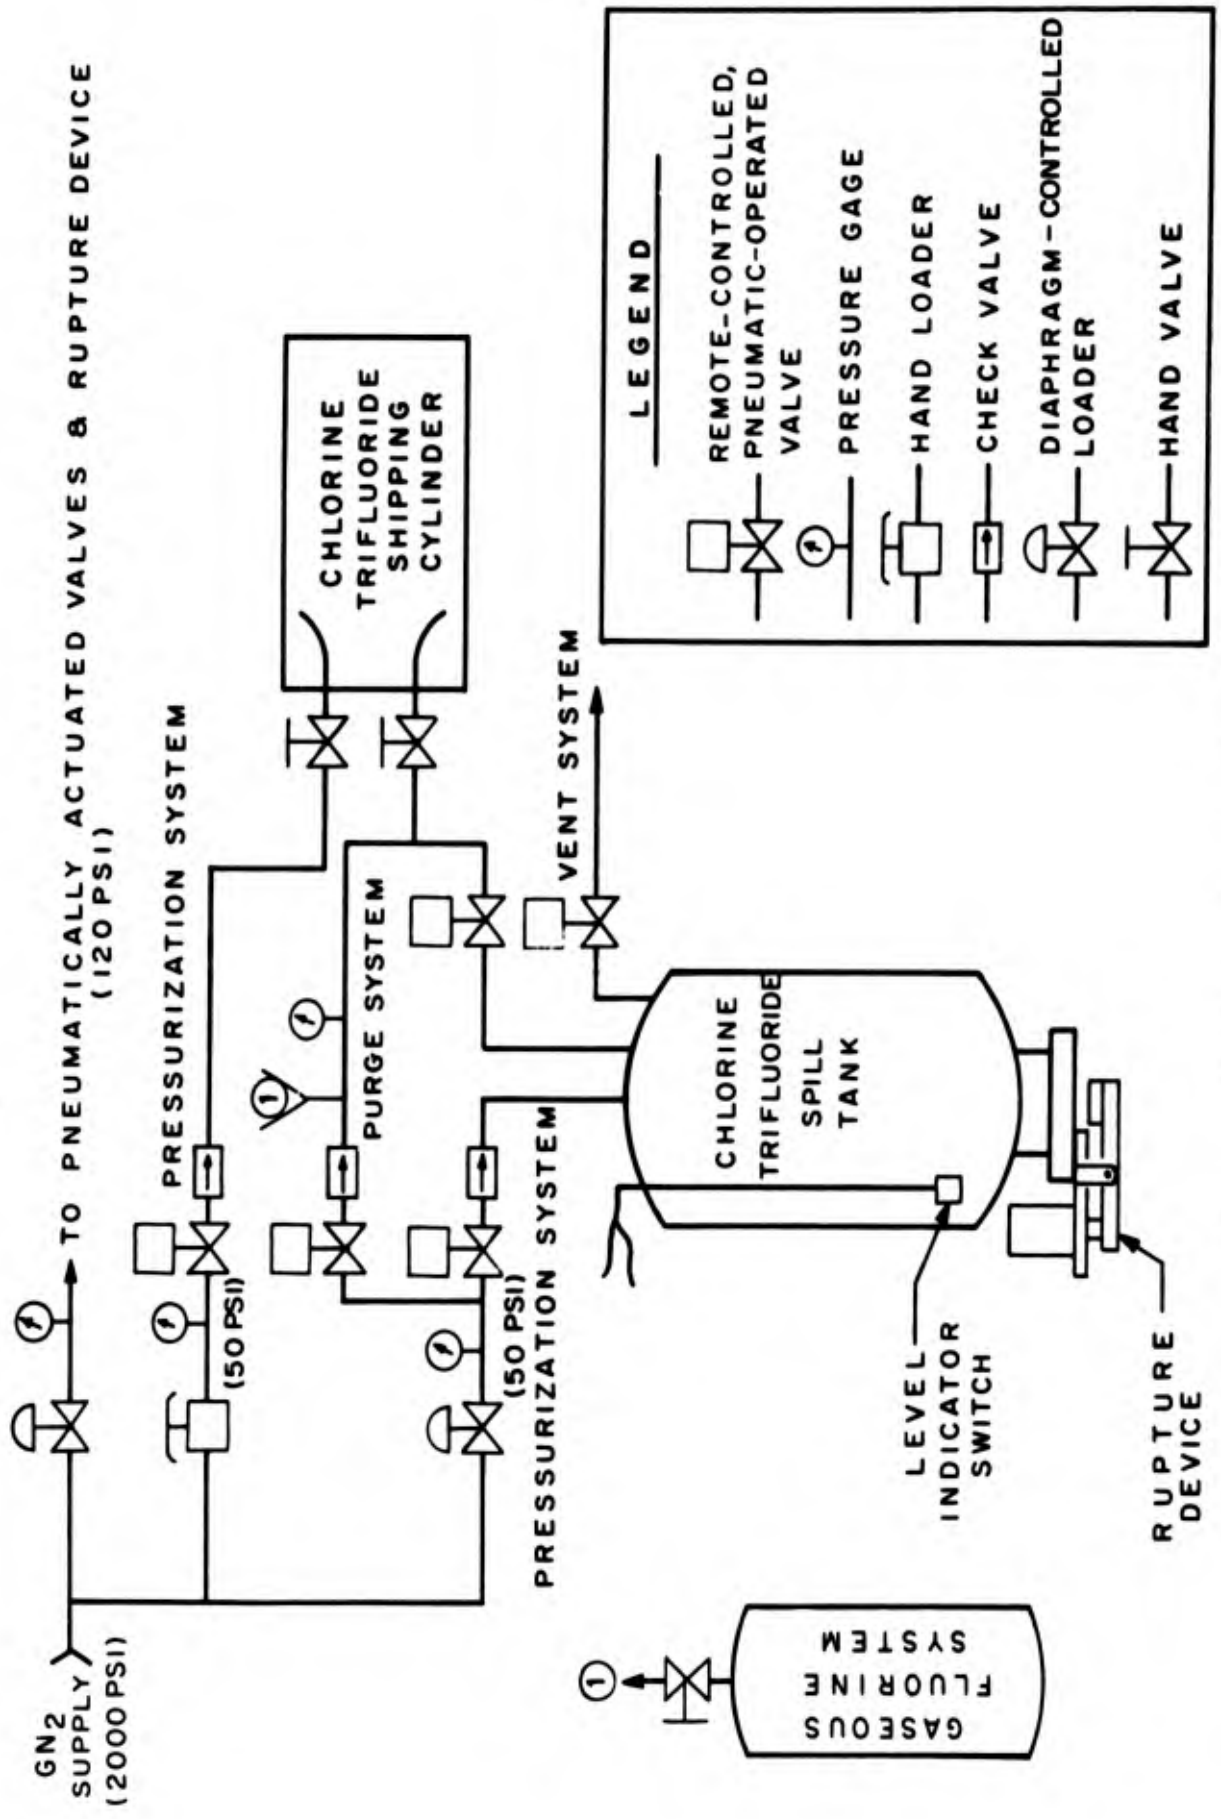 GN2
SUPPLY
(2000 PSI)
TO PNEUMATICALLY ACTUATED VALVES & RUPTURE DEVICE
(120 PSI)
PRESSURIZATION SYSTEM
(50 PSI)
1
PURGE SYSTEM
(50 PSI)
PRESSURIZATION SYSTEM
CHLORINE
TRIFLUORIDE
SHIPPING
CYLINDER
VENT SYSTEM
CHLORINE
TRIFLUORIDE
SPILL
TANK
LEVEL
INDICATOR
SWITCH
RUPTURE
DEVICE
1
GASEOUS
FLUORINE
SYSTEM
LEGEND
REMOTE-CONTROLLED,
PNEUMATIC-OPERATED
VALVE
PRESSURE GAGE
HAND LOADER
CHECK VALVE
DIAPHRAGM-CONTROLLED
LOADER
HAND VALVE